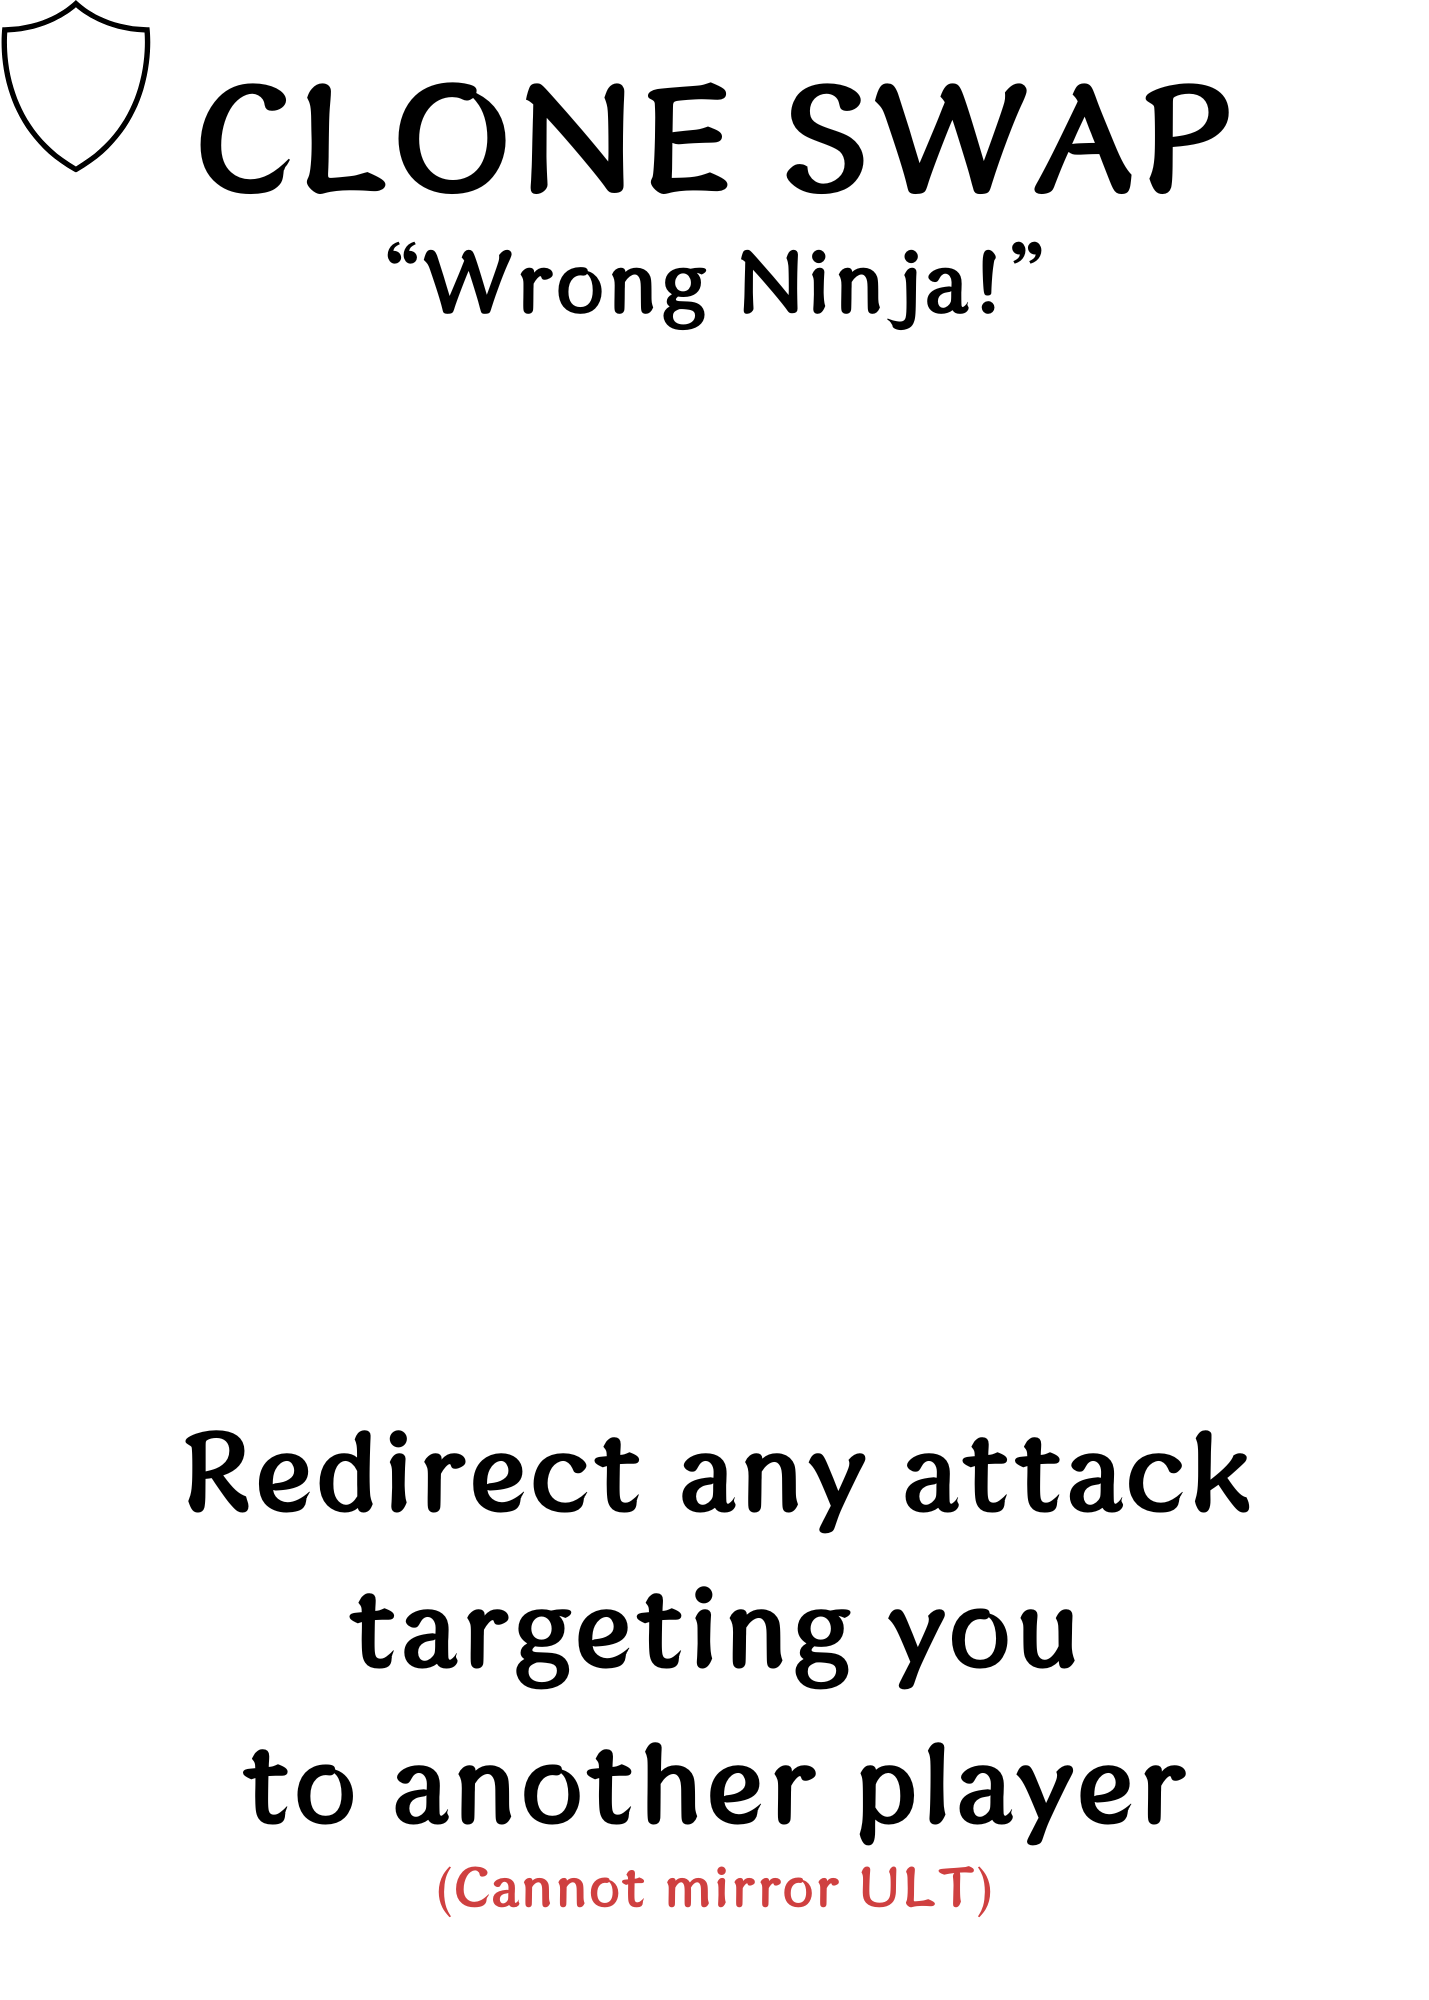 CLONE SWAP
“Wrong Ninja!”
Redirect any attack
targeting you
to another player
(Cannot mirror ULT)